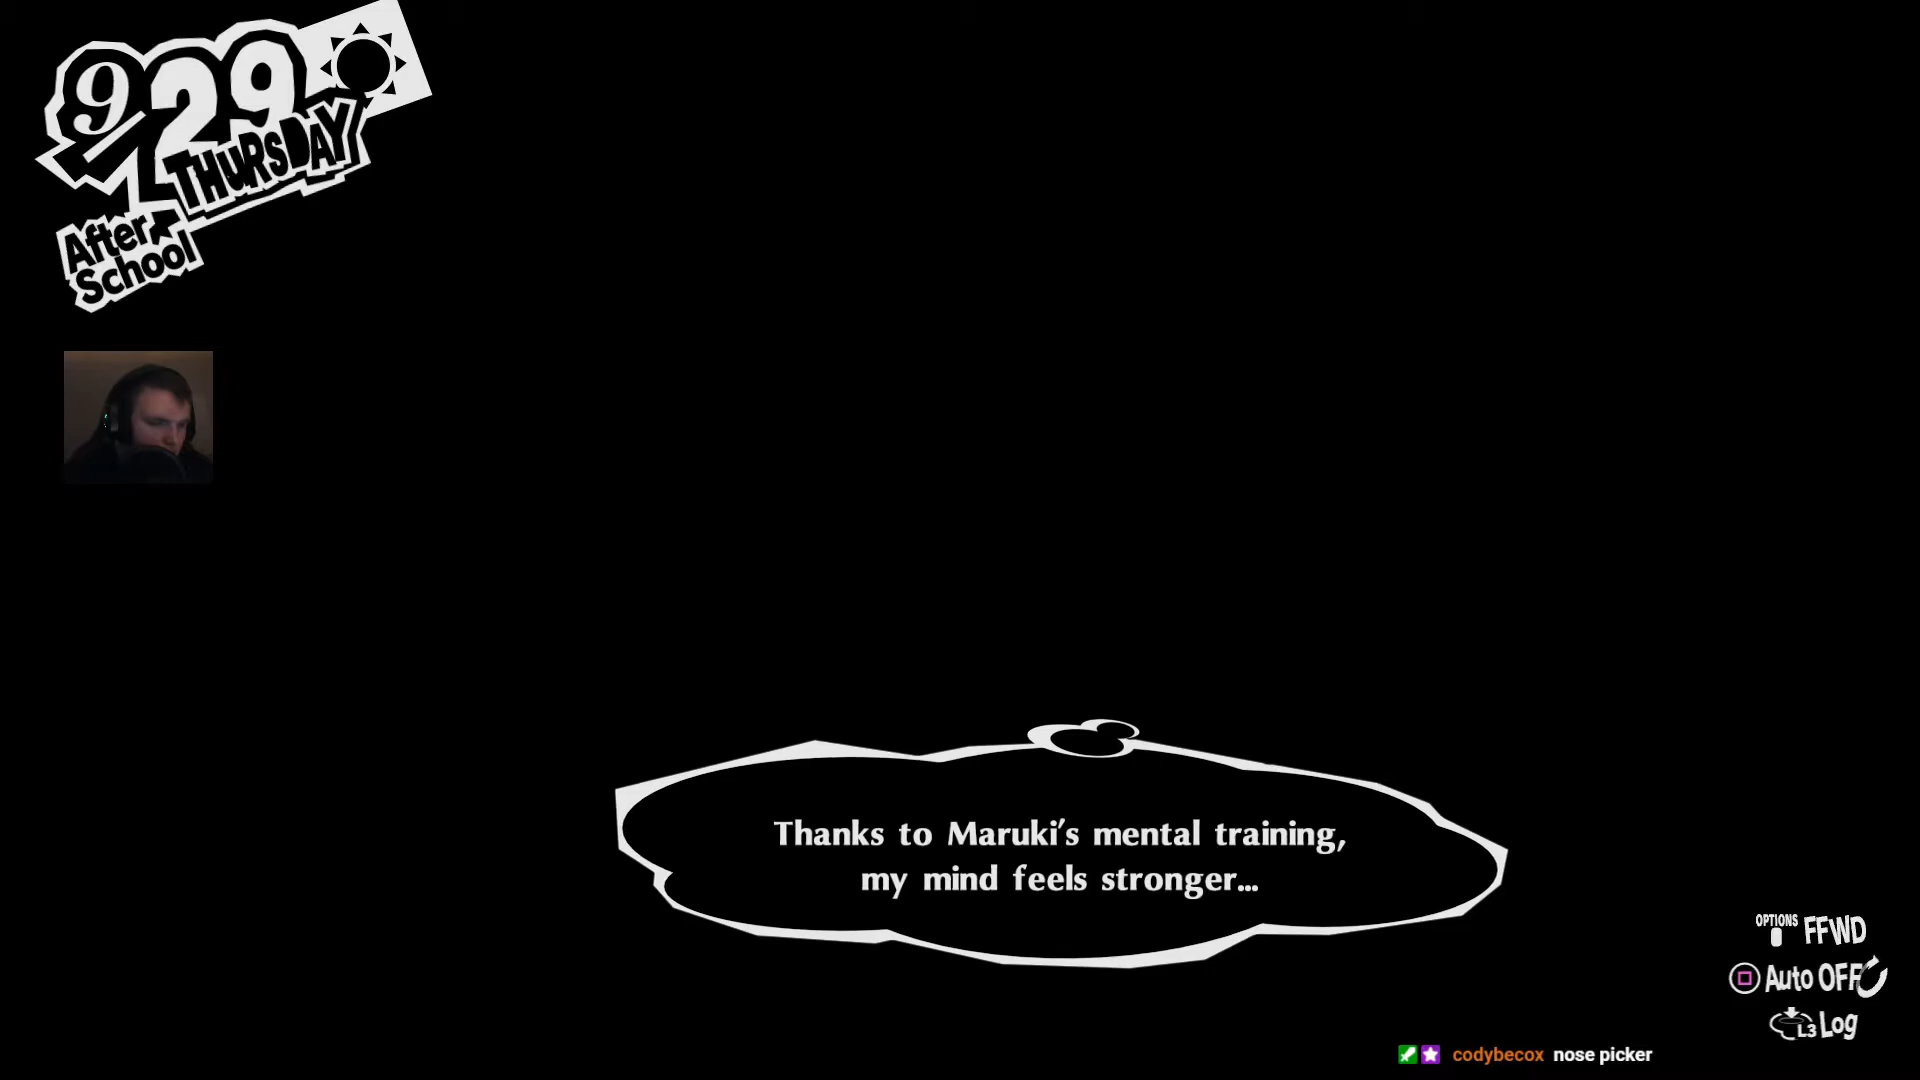 9/29
THURSDAY
After
School
Thanks to Maruki's mental training,
my mind feels stronger...
OPTIONS FFWD
Auto OFF
L3 Log
codybecox nose picker